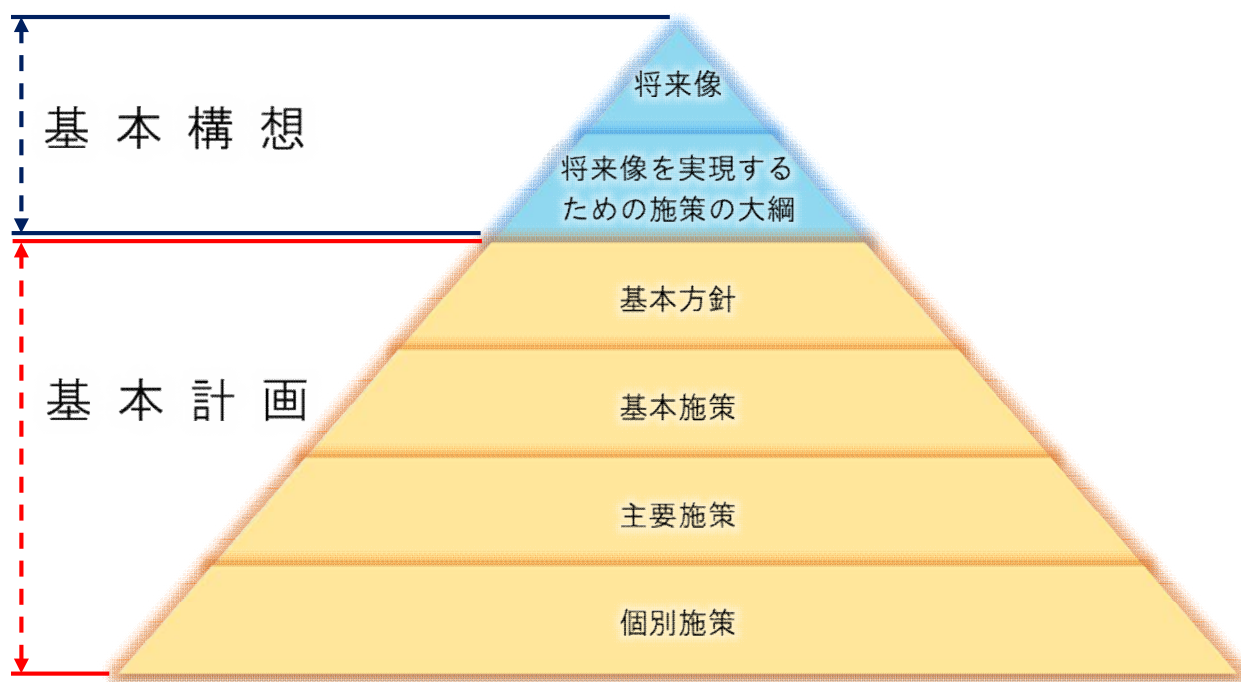 基本構想
将来像
将来像を実現する
ための施策の大綱
基本計画
基本方針
基本施策
主要施策
個別施策